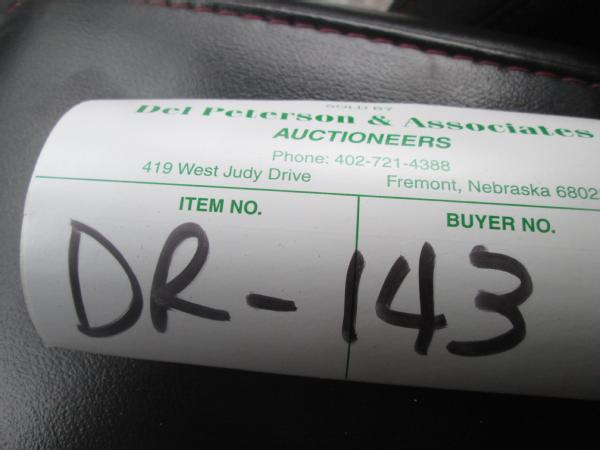 SOLD BY
Del Peterson & Associates
AUCTIONEERS
Phone: 402-721-4388
419 West Judy Drive Fremont, Nebraska 6802
ITEM NO. BUYER NO.
DR-143